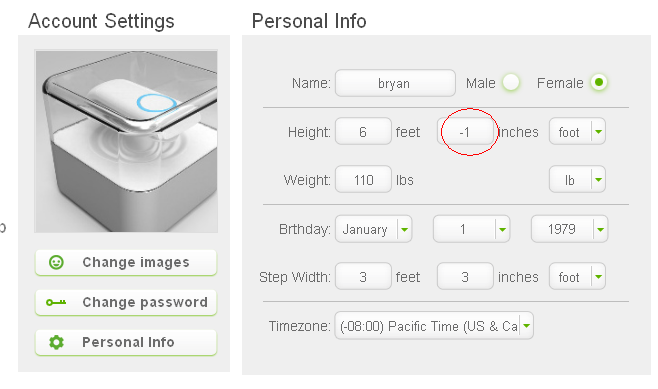 Account Settings
Personal Info
Name: bryan Male Female
Height: 6 feet -1 inches foot
Weight: 110 lbs lb
Brthday: January 1 1979
Step Width: 3 feet 3 inches foot
Timezone: (-08:00) Pacific Time (US & Ca
Change images
Change password
Personal Info